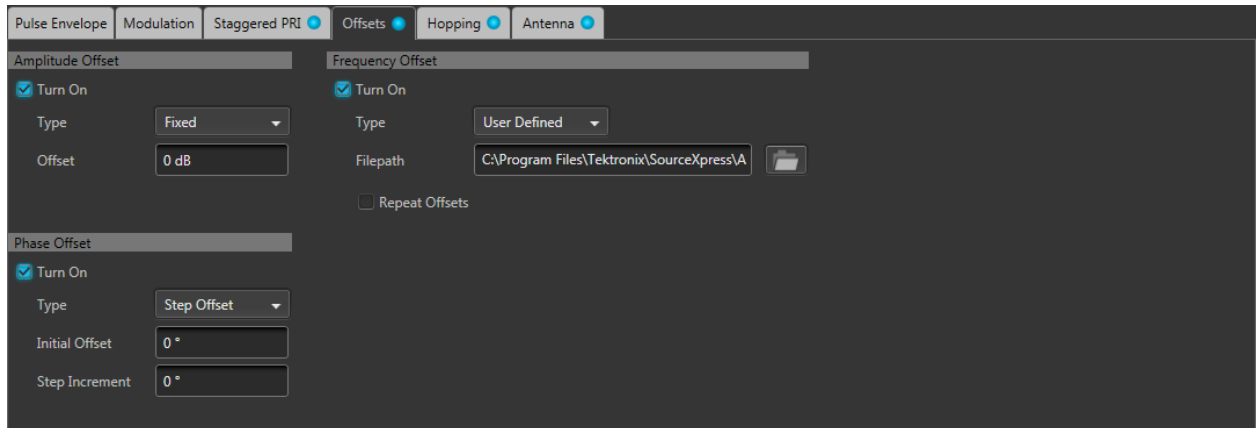 Pulse Envelope Modulation Staggered PRI Offsets Hopping Antenna
Amplitude Offset
Turn On
Type Fixed
Offset 0 dB
Frequency Offset
Turn On
Type User Defined
Filepath C:\Program Files\Tektronix\SourceXpress\A
Repeat Offsets
Phase Offset
Turn On
Type Step Offset
Initial Offset 0 °
Step Increment 0 °